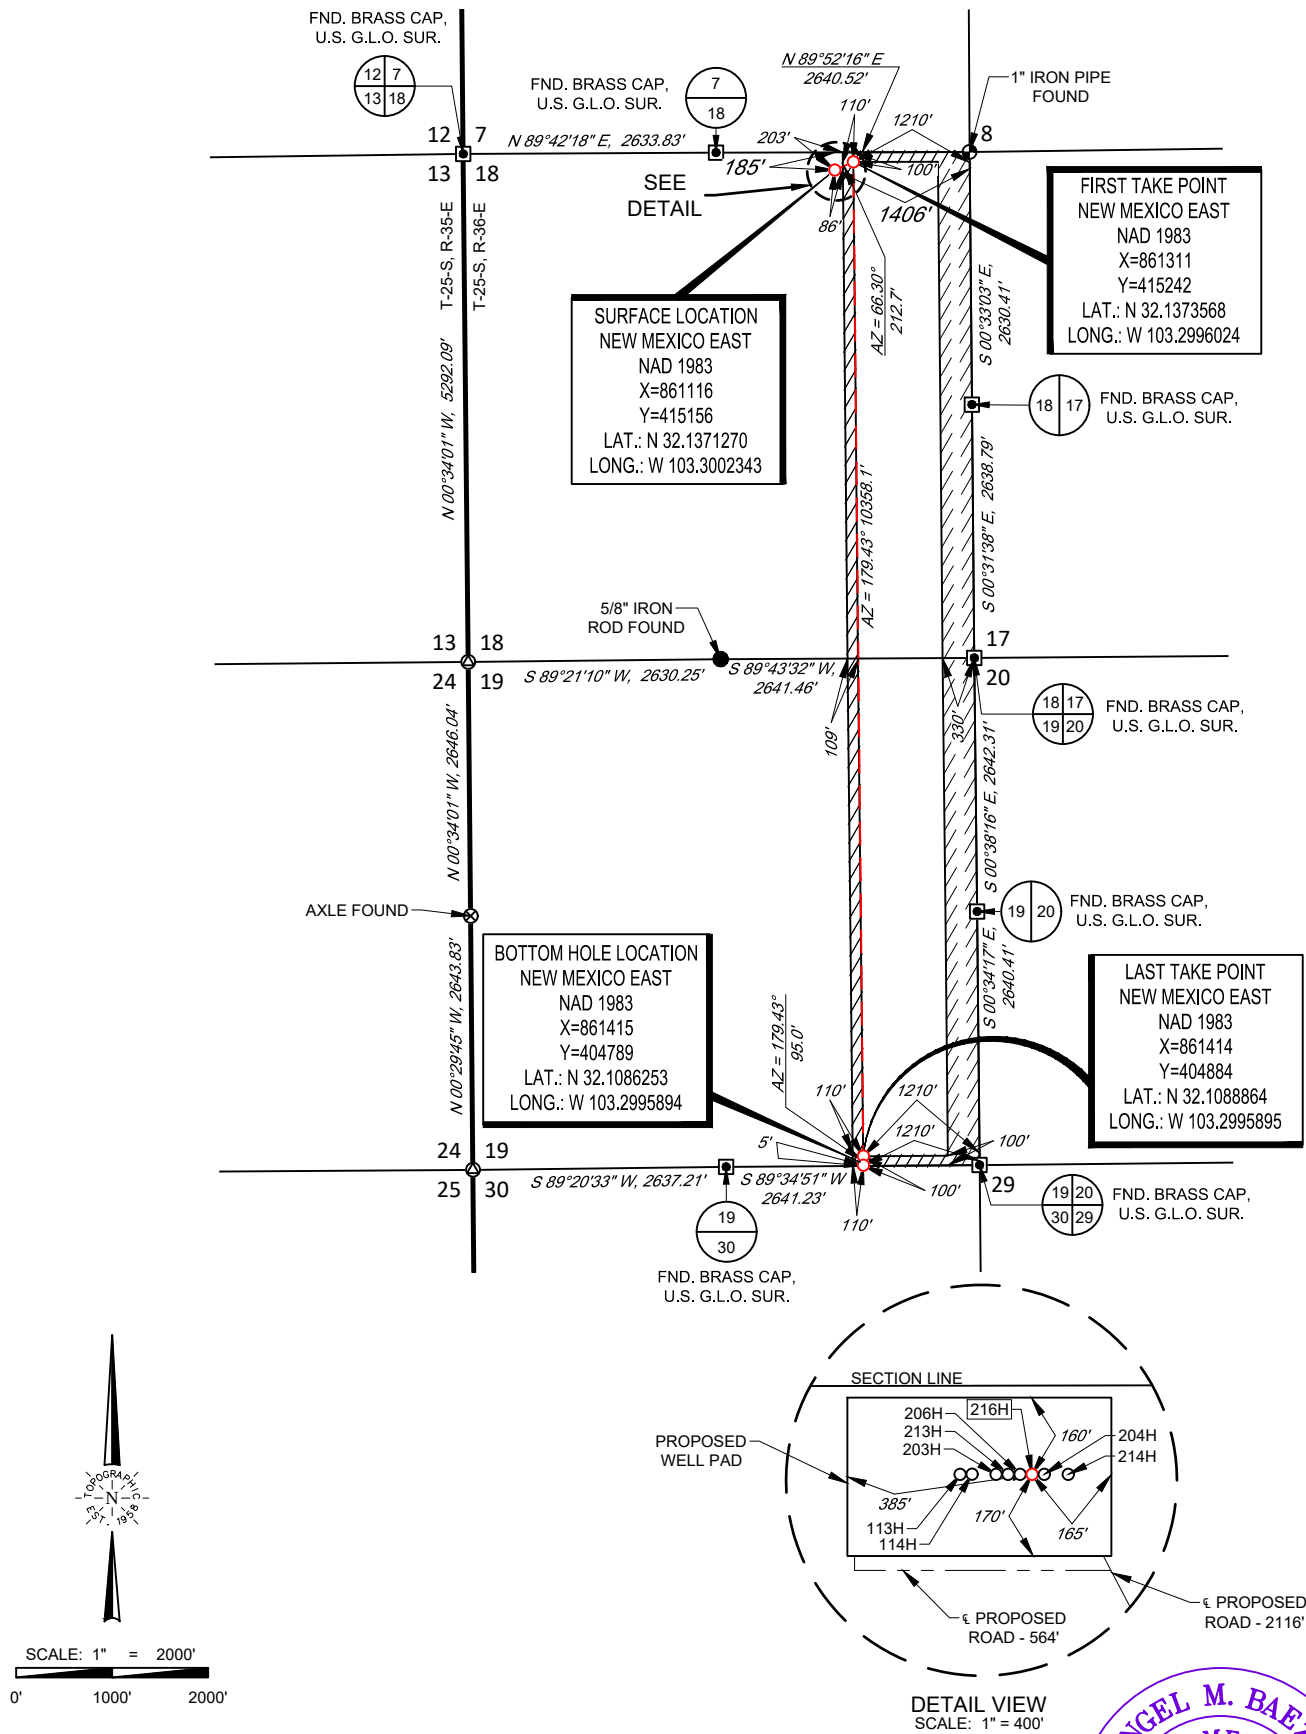 FND. BRASS CAP,
U.S. G.L.O. SUR.
12 7
13 18
FND. BRASS CAP,
U.S. G.L.O. SUR.
7
18
N 89°52'16" E
2640.52'
1" IRON PIPE
FOUND
12 7
13 18
N 89°42'18" E, 2633.83'
203'
110'
1210'
8
185'
100'
SEE
DETAIL
86'
1406'
FIRST TAKE POINT
NEW MEXICO EAST
NAD 1983
X=861311
Y=415242
LAT.: N 32.1373568
LONG.: W 103.2996024
T-25-S, R-35-E
T-25-S, R-36-E
AZ = 66.30°
212.7'
S 00°33'03" E,
2630.41'
SURFACE LOCATION
NEW MEXICO EAST
NAD 1983
X=861116
Y=415156
LAT.: N 32.1371270
LONG.: W 103.3002343
18 17
FND. BRASS CAP,
U.S. G.L.O. SUR.
N 00°34'01" W, 5292.09'
AZ = 179.43° 10358.1'
S 00°31'38" E, 2638.79'
5/8" IRON
ROD FOUND
13 18
24 19
S 89°21'10" W, 2630.25'
S 89°43'32" W,
2641.46'
17
20
109'
330'
18 17
19 20
FND. BRASS CAP,
U.S. G.L.O. SUR.
N 00°34'01" W, 2646.04'
S 00°38'16" E, 2642.31'
AXLE FOUND
19 20
FND. BRASS CAP,
U.S. G.L.O. SUR.
BOTTOM HOLE LOCATION
NEW MEXICO EAST
NAD 1983
X=861415
Y=404789
LAT.: N 32.1086253
LONG.: W 103.2995894
LAST TAKE POINT
NEW MEXICO EAST
NAD 1983
X=861414
Y=404884
LAT.: N 32.1088864
LONG.: W 103.2995895
N 00°29'45" W, 2643.83'
AZ = 179.43°
95.0'
S 00°34'17" E,
2640.41'
110'
1210'
1210'
5'
100'
24 19
25 30
S 89°20'33" W, 2637.21'
S 89°34'51" W
2641.23'
100'
110'
29
19
30
FND. BRASS CAP,
U.S. G.L.O. SUR.
19 20
30 29
FND. BRASS CAP,
U.S. G.L.O. SUR.
SECTION LINE
206H
216H
213H
160'
204H
203H
214H
PROPOSED
WELL PAD
385'
170'
165'
113H
114H
℄ PROPOSED
ROAD - 564'
℄ PROPOSED
ROAD - 2116'
DETAIL VIEW
SCALE: 1" = 400'
TOPOGRAPHIC
N
EST. 1958
SCALE: 1" = 2000'
0' 1000' 2000'